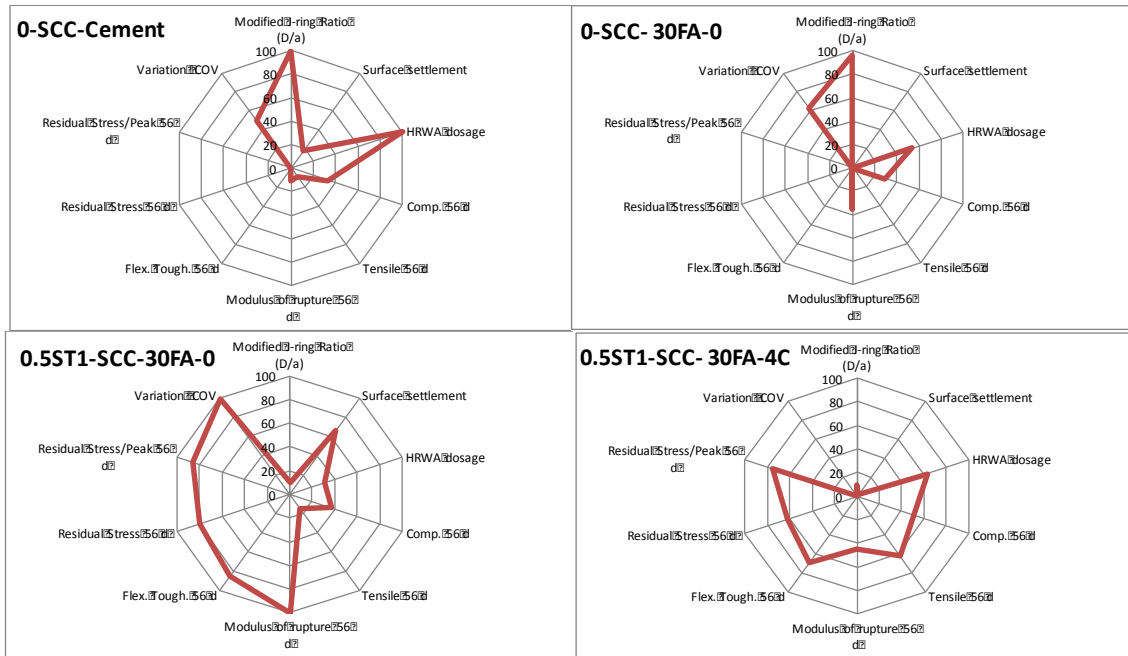 0-SCC-Cement
Modified J-ring Ratio
(D/a)
Surface settlement
HRWA dosage
Comp. 56 d
Tensile 56 d
Modulus of rupture 56
d
Flex. Tough. 56 d
Residual Stress 56 d
Residual Stress/Peak 56
d
Variation COV
100
80
60
40
20
0
0-SCC- 30FA-0
Modified J-ring Ratio
(D/a)
Surface settlement
HRWA dosage
Comp. 56 d
Tensile 56 d
Modulus of rupture 56
d
Flex. Tough. 56 d
Residual Stress 56 d
Residual Stress/Peak 56
d
Variation COV
100
80
60
40
20
0
0.5ST1-SCC-30FA-0
Modified J-ring Ratio
(D/a)
Surface settlement
HRWA dosage
Comp. 56 d
Tensile 56 d
Modulus of rupture 56
d
Flex. Tough. 56 d
Residual Stress 56 d
Residual Stress/Peak 56
d
Variation COV
100
80
60
40
20
0
0.5ST1-SCC- 30FA-4C
Modified J-ring Ratio
(D/a)
Surface settlement
HRWA dosage
Comp. 56 d
Tensile 56 d
Modulus of rupture 56
d
Flex. Tough. 56 d
Residual Stress 56 d
Residual Stress/Peak 56
d
Variation COV
100
80
60
40
20
0